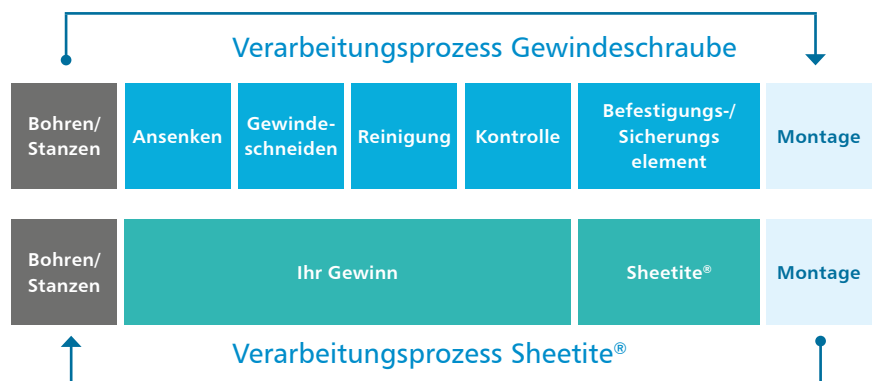 Verarbeitungsprozess Gewindeschraube
Bohren/
Stanzen
Ansenken
Gewinde-
schneiden
Reinigung
Kontrolle
Befestigungs-/
Sicherungs
element
Montage
Bohren/
Stanzen
Ihr Gewinn
Sheetite®
Montage
Verarbeitungsprozess Sheetite®